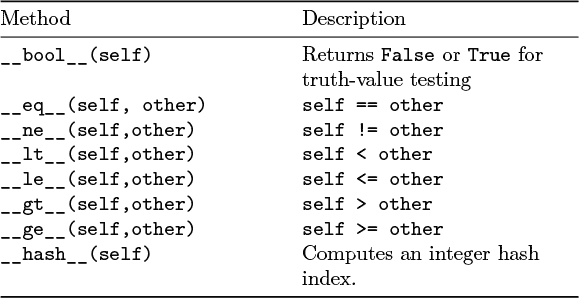 Method Description
__bool__(self) Returns False or True for
truth-value testing
__eq__(self, other) self == other
__ne__(self,other) self != other
__lt__(self,other) self < other
__le__(self,other) self <= other
__gt__(self,other) self > other
__ge__(self,other) self >= other
__hash__(self) Computes an integer hash
index.